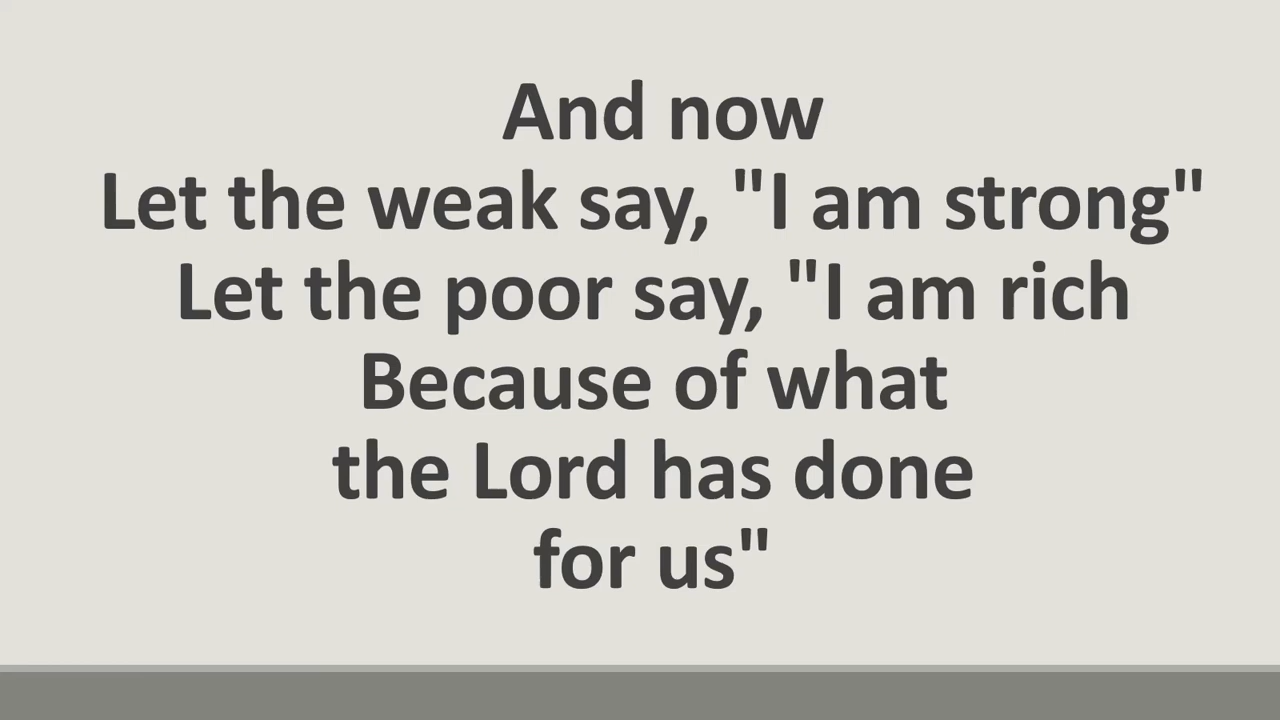 And now
Let the weak say, "I am strong"
Let the poor say, "I am rich
Because of what
the Lord has done
for us"